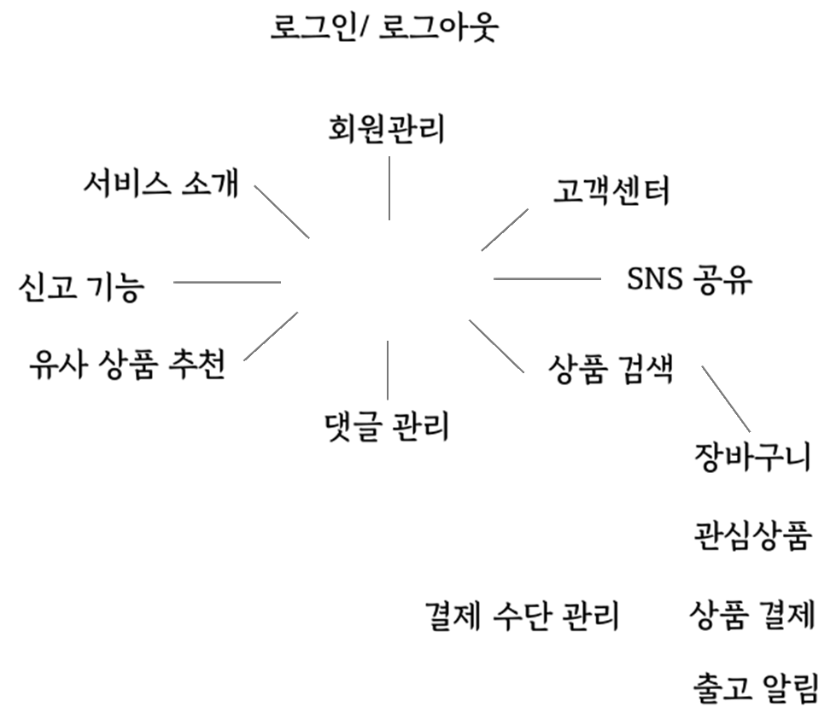 로그인/ 로그아웃
회원관리
서비스 소개
고객센터
신고 기능
SNS 공유
유사 상품 추천
상품 검색
댓글 관리
장바구니
관심상품
결제 수단 관리
상품 결제
출고 알림